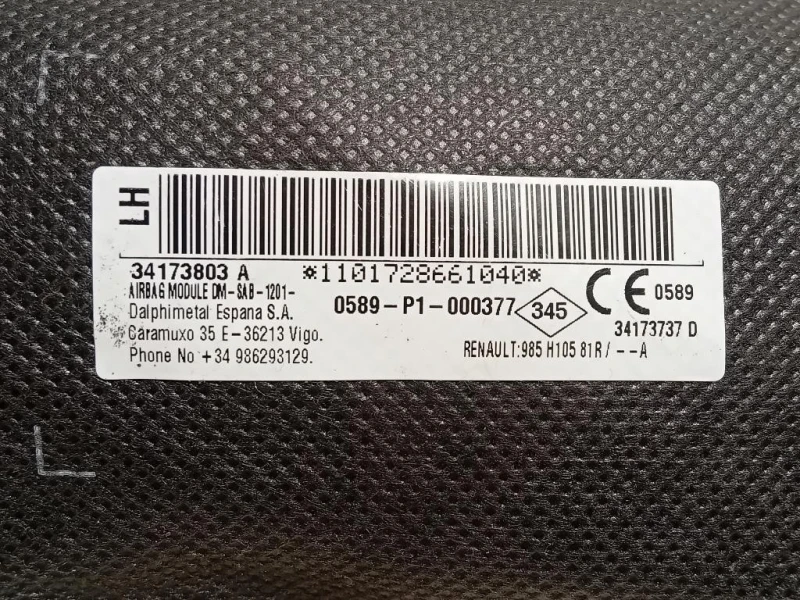 LH
34173803 A *1101728661040*
AIRBAG MODULE DM-SAB-1201-
Dalphimetal Espana S.A.
Caramuxo 35 E-36213 Vigo.
Phone No +34 986293129.
0589-P1-000377 345 CE 0589
34173737 D
RENAULT:985 H105 81R/--A